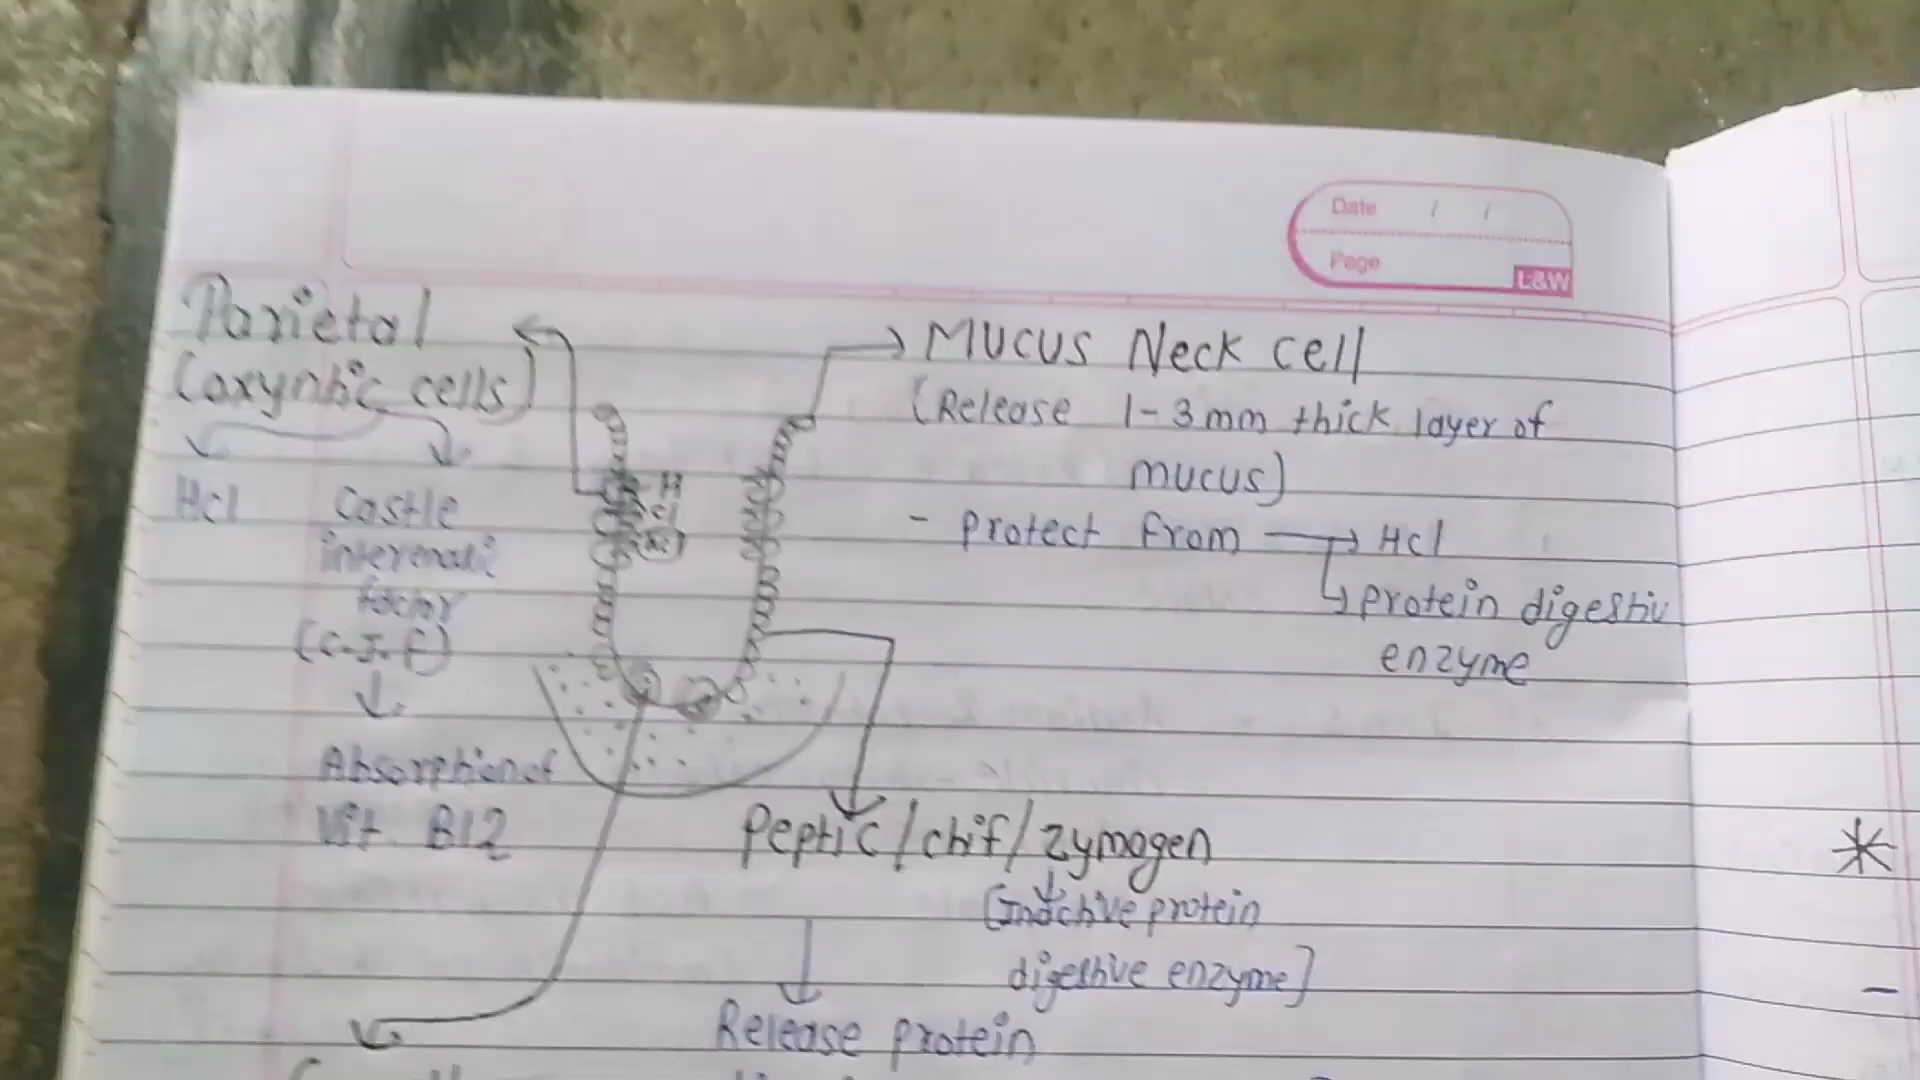 Date / /
Page
L&W
Parietal
(oxyntic cells)
Hcl
Castle
factor
(C.I.F)
Absorption of
Vit. B12
H
cl
Mucus Neck cell
(Release 1-3mm thick layer of
mucus)
- protect from → Hcl
↳ protein digestiv
enzyme
Peptic/chif/zymogen
(Inactive protein
digestive enzyme]
Release protein